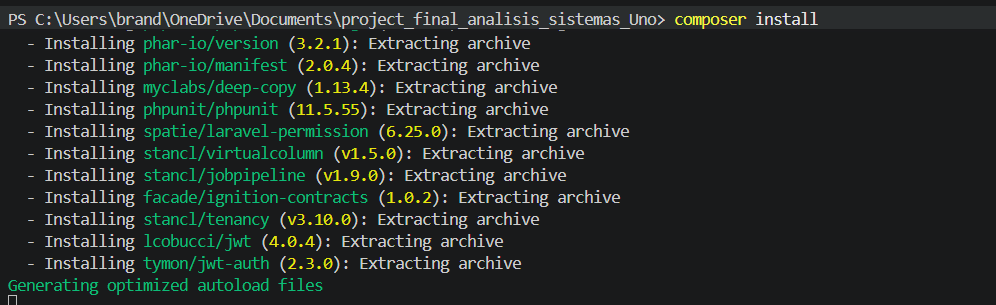 PS C:\Users\brand\OneDrive\Documents\project_final_analisis_sistemas_Uno> composer install
- Installing phar-io/version (3.2.1): Extracting archive
- Installing phar-io/manifest (2.0.4): Extracting archive
- Installing myclabs/deep-copy (1.13.4): Extracting archive
- Installing phpunit/phpunit (11.5.55): Extracting archive
- Installing spatie/laravel-permission (6.25.0): Extracting archive
- Installing stancl/virtualcolumn (v1.5.0): Extracting archive
- Installing stancl/jobpipeline (v1.9.0): Extracting archive
- Installing facade/ignition-contracts (1.0.2): Extracting archive
- Installing stancl/tenancy (v3.10.0): Extracting archive
- Installing lcobucci/jwt (4.0.4): Extracting archive
- Installing tymon/jwt-auth (2.3.0): Extracting archive
Generating optimized autoload files